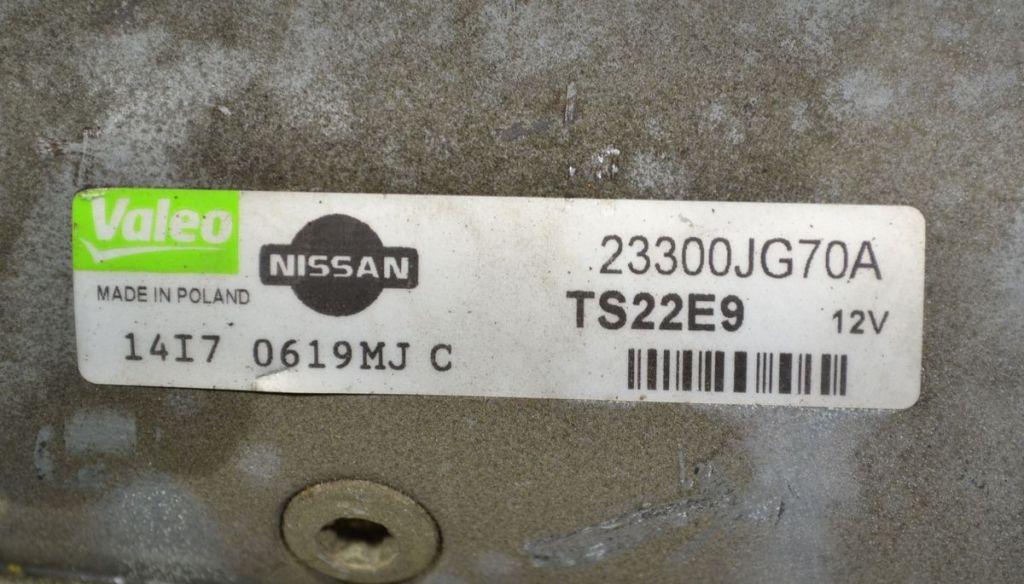 Valeo
NISSAN
MADE IN POLAND
14I7 0619MJ C
23300JG70A
TS22E9 12V